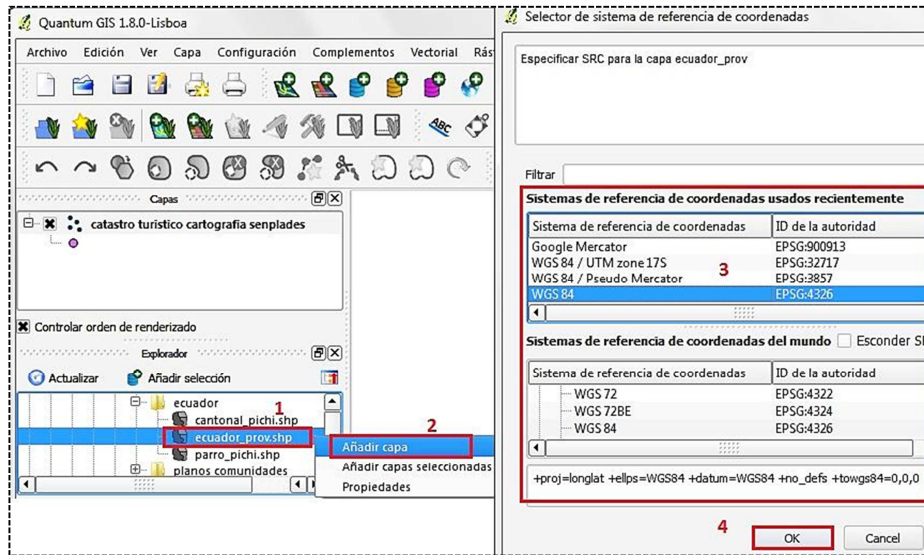 Quantum GIS 1.8.0-Lisboa
Archivo Edición Ver Capa Configuración Complementos Vectorial Rás
ABC
Capas
catastro turistico cartografia senplades
Controlar orden de renderizado
Explorador
Actualizar Añadir selección
ecuador
1
cantonal_pichi.shp
ecuador_prov.shp
parro_pichi.shp
planos comunidades
2
Añadir capa
Añadir capas seleccionadas
Propiedades
Selector de sistema de referencia de coordenadas
Especificar SRC para la capa ecuador_prov
Filtrar
Sistemas de referencia de coordenadas usados recientemente
Sistema de referencia de coordenadas ID de la autoridad
Google Mercator EPSG:900913
WGS 84 / UTM zone 17S EPSG:32717
WGS 84 / Pseudo Mercator EPSG:3857
3
WGS 84 EPSG:4326
Sistemas de referencia de coordenadas del mundo Esconder S
Sistema de referencia de coordenadas ID de la autoridad
WGS 72 EPSG:4322
WGS 72BE EPSG:4324
WGS 84 EPSG:4326
+proj=longlat +ellps=WGS84 +datum=WGS84 +no_defs +towgs84=0,0,0
4
OK Cancel